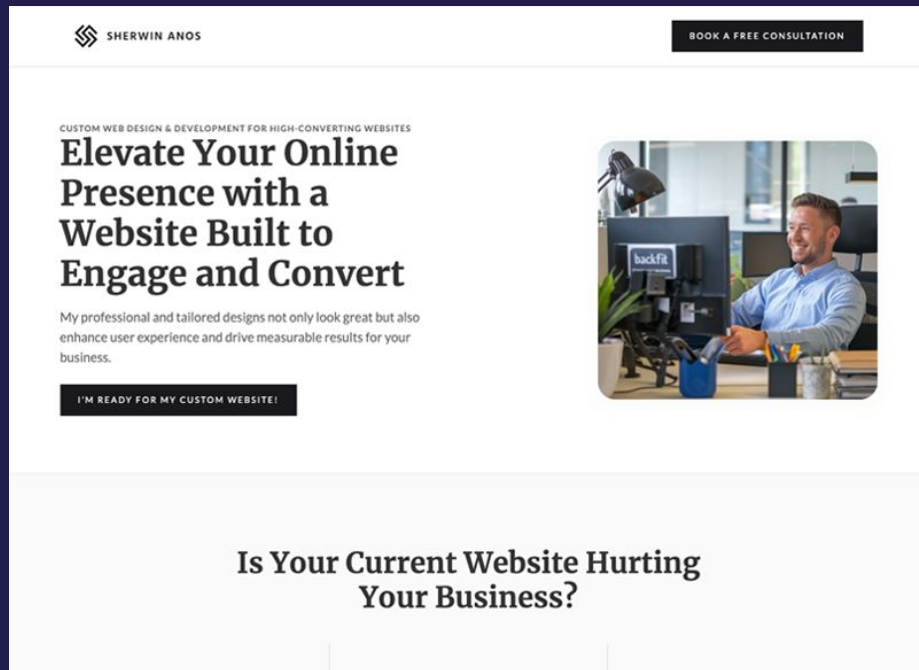 SHERWIN ANOS
BOOK A FREE CONSULTATION
CUSTOM WEB DESIGN & DEVELOPMENT FOR HIGH-CONVERTING WEBSITES
Elevate Your Online
Presence with a
Website Built to
Engage and Convert
My professional and tailored designs not only look great but also
enhance user experience and drive measurable results for your
business.
I'M READY FOR MY CUSTOM WEBSITE!
backfit
Is Your Current Website Hurting
Your Business?